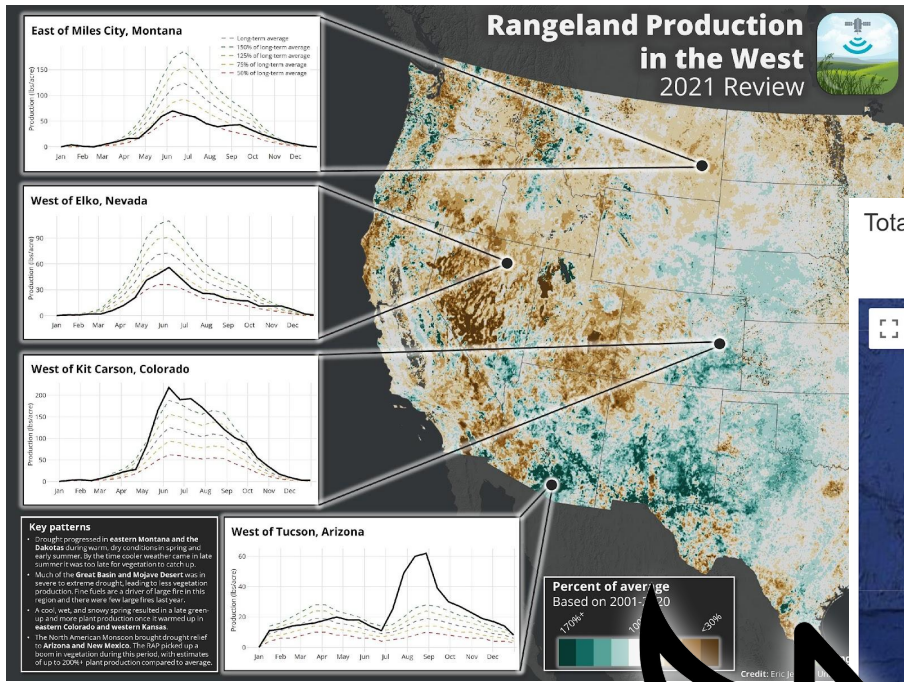 Rangeland Production
in the West
2021 Review
East of Miles City, Montana
Long-term average
150% of long-term average
125% of long-term average
75% of long-term average
50% of long-term average
Production (lbs/acre)
150
100
50
0
Jan Feb Mar Apr May Jun Jul Aug Sep Oct Nov Dec
West of Elko, Nevada
Production (lbs/acre)
90
60
30
0
Jan Feb Mar Apr May Jun Jul Aug Sep Oct Nov Dec
West of Kit Carson, Colorado
Production (lbs/acre)
200
150
100
50
0
Jan Feb Mar Apr May Jun Jul Aug Sep Oct Nov Dec
Key patterns
• Drought progressed in eastern Montana and the
Dakotas during warm, dry conditions in spring and
early summer. By the time cooler weather came in late
summer it was too late for vegetation to catch up.
• Much of the Great Basin and Mojave Desert was in
severe to extreme drought, leading to less vegetation
production. Fine fuels are a driver of large fire in this
region and there were few large fires last year.
• A cool, wet, and snowy spring resulted in a late green-
up and more plant production once it warmed up in
eastern Colorado and western Kansas.
• The North American Monsoon brought drought relief
to Arizona and New Mexico. The RAP picked up a
boom in vegetation during this period, with estimates
of up to 200%+ plant production compared to average.
West of Tucson, Arizona
Production (lbs/acre)
60
40
20
0
Jan Feb Mar Apr May Jun Jul Aug Sep Oct Nov Dec
Percent of average
Based on 2001-
170%+
<30%
Credit: Eric
Tota